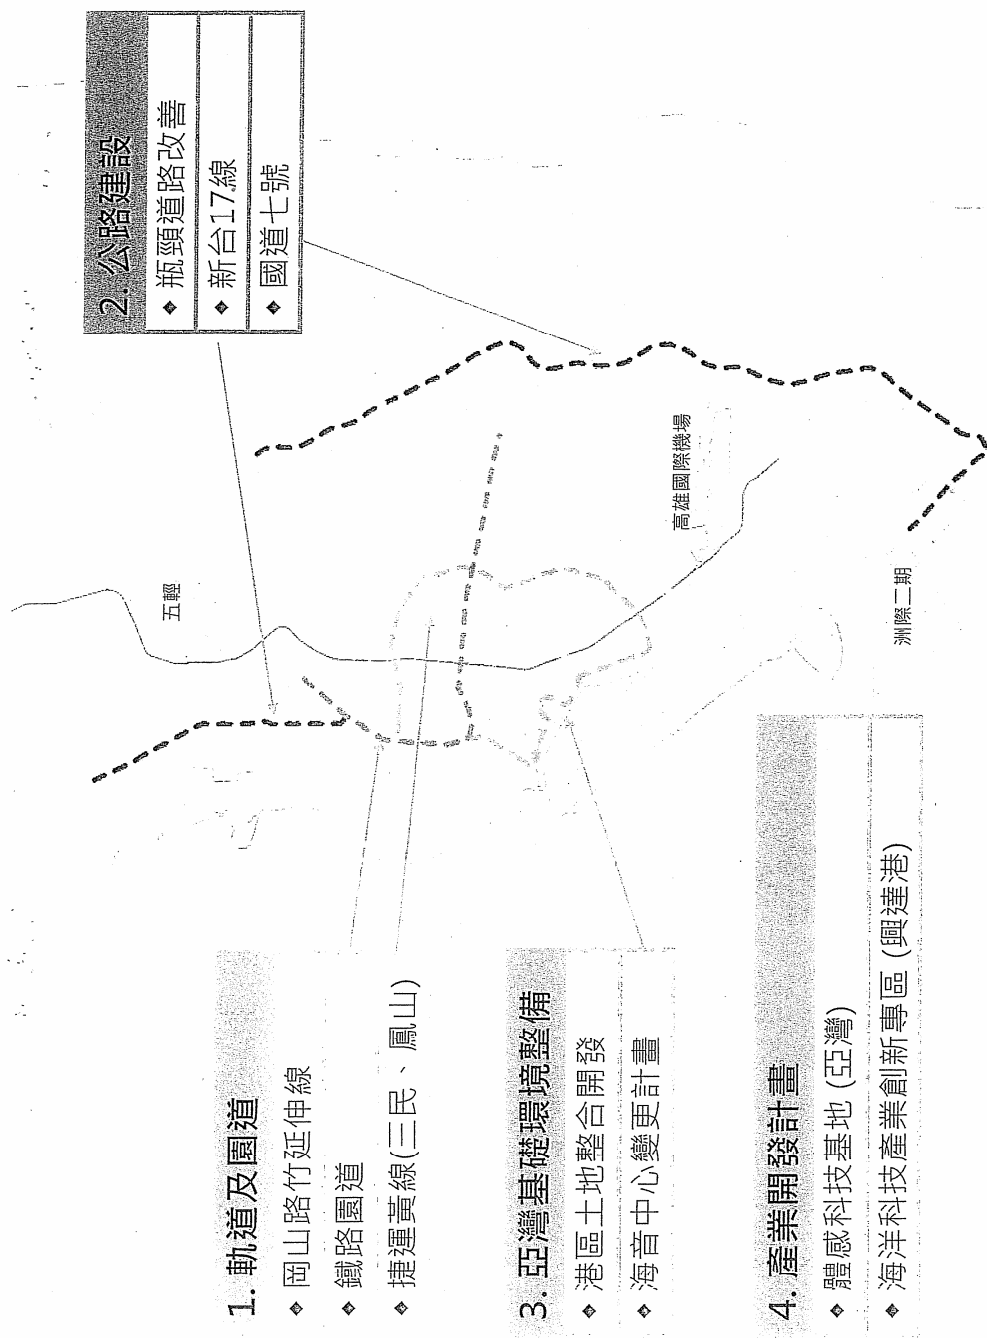 1. 軌道及園道
◆ 岡山路竹延伸線
◆ 鐵路園道
◆ 捷運黃線(三民、鳳山)
2. 公路建設
◆ 瓶頸道路改善
◆ 新台17線
◆ 國道七號
3. 亞灣基礎環境整備
◆ 港區土地整合開發
◆ 海音中心變更計畫
4. 產業開發計畫
◆ 體感科技基地 (亞灣)
◆ 海洋科技產業創新專區 (興達港)
五輕
高雄國際機場
洲際二期